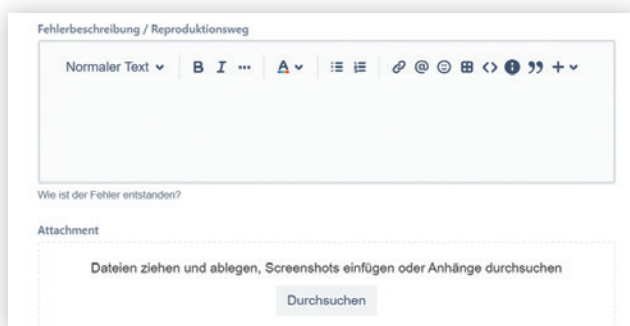 Fehlerbeschreibung / Reproduktionsweg
Normaler Text B I ... A @ <> i ” +
Wie ist der Fehler entstanden?
Attachment
Dateien ziehen und ablegen, Screenshots einfügen oder Anhänge durchsuchen
Durchsuchen